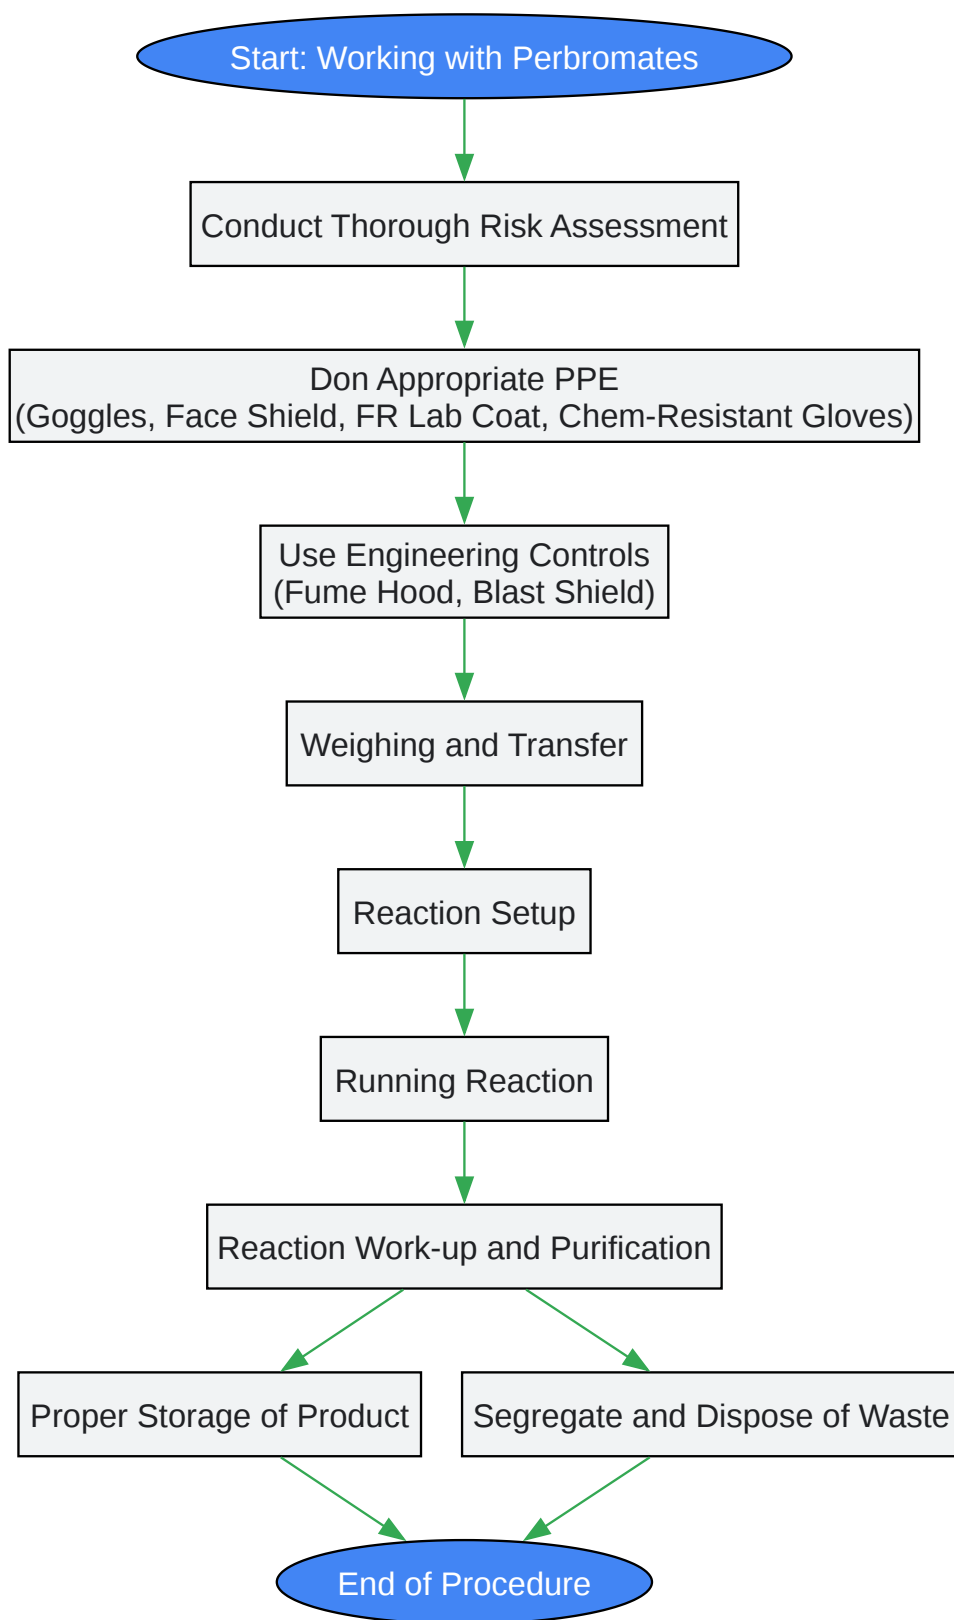 Start: Working with Perbromates
Conduct Thorough Risk Assessment
Don Appropriate PPE
(Goggles, Face Shield, FR Lab Coat, Chem-Resistant Gloves)
Use Engineering Controls
(Fume Hood, Blast Shield)
Weighing and Transfer
Reaction Setup
Running Reaction
Reaction Work-up and Purification
Proper Storage of Product
Segregate and Dispose of Waste
End of Procedure